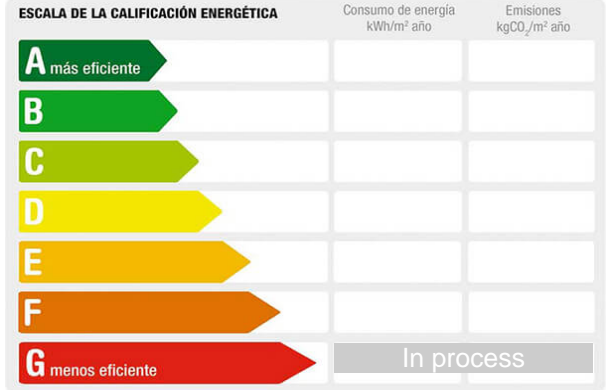 ESCALA DE LA CALIFICACIÓN ENERGÉTICA
Consumo de energía
kWh/m² año
Emisiones
kgCO₂/m² año
A más eficiente
B
C
D
E
F
G menos eficiente
In process